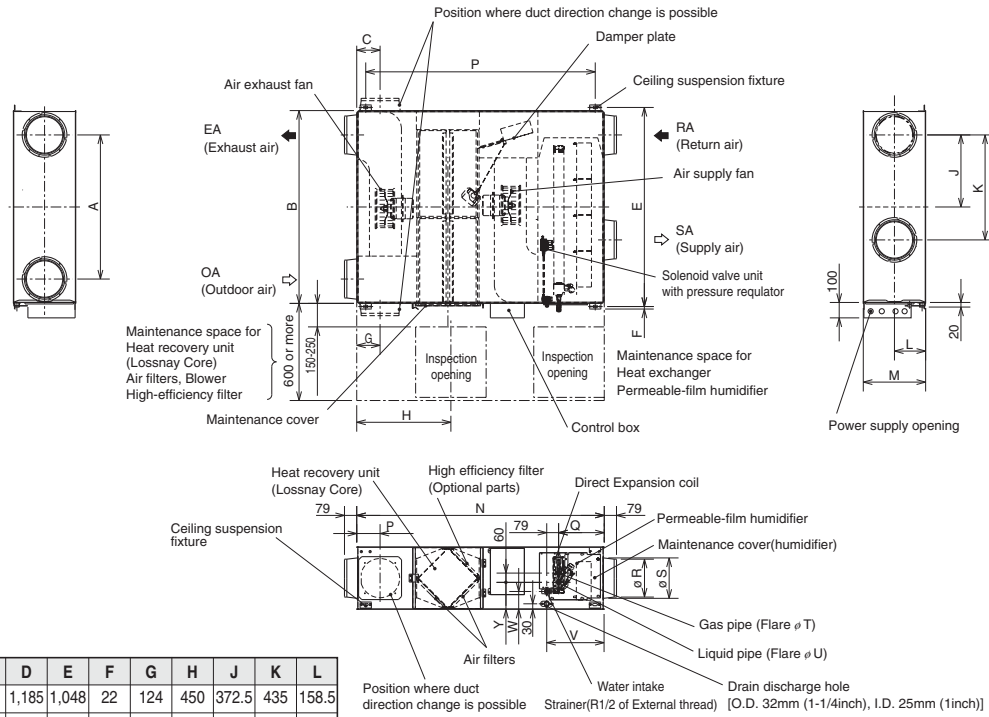 Position where duct direction change is possible
C
Damper plate
P
Ceiling suspension fixture
Air exhaust fan
EA
(Exhaust air)
RA
(Return air)
Air supply fan
A
B
E
J
K
SA
(Supply air)
OA
(Outdoor air)
Solenoid valve unit
with pressure requlator
100
20
G
F
L
M
Maintenance space for
Heat recovery unit
(Lossnay Core)
Air filters, Blower
High-efficiency filter
600 or more
150-250
Inspection
opening
Inspection
opening
Maintenance space for
Heat exchanger
Permeable-film humidifier
Maintenance cover
H
Control box
Power supply opening
Heat recovery unit
(Lossnay Core)
High efficiency filter
(Optional parts)
Direct Expansion coil
79
N
79
P
60
79
Q
Permeable-film humidifier
Ceiling suspension
fixture
Maintenance cover(humidifier)
ø R
ø S
Y
W
30
V
Gas pipe (Flare ø T)
Liquid pipe (Flare ø U)
Air filters
Position where duct
direction change is possible
Water intake
Strainer(R1/2 of External thread)
Drain discharge hole
[O.D. 32mm (1-1/4inch), I.D. 25mm (1inch)]
D E F G H J K L
1,185 1,048 22 124 450 372.5 435 158.5